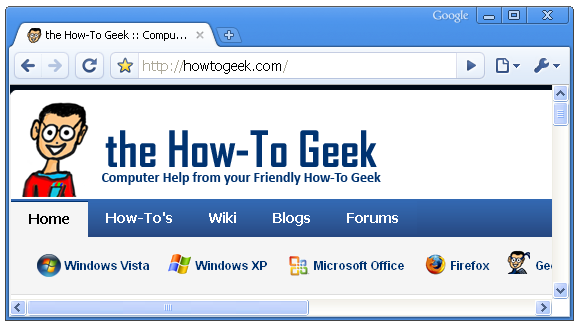 Google
the How-To Geek :: Compu...
http://howtogeek.com/
the How-To Geek
Computer Help from your Friendly How-To Geek
Home How-To's Wiki Blogs Forums
Windows Vista Windows XP Microsoft Office Firefox Gee